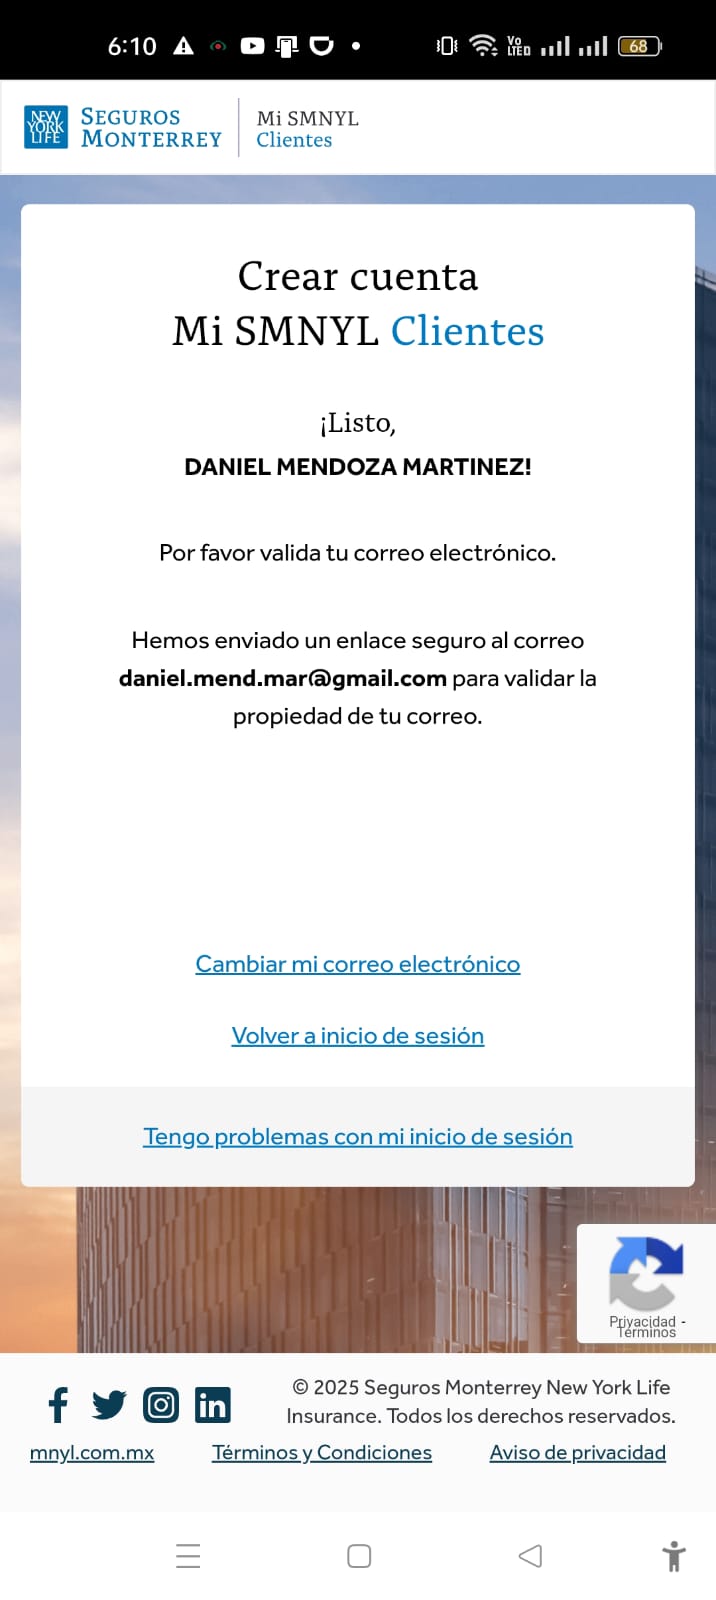 6:10
Vo
LTED
68
NEW
YORK
LIFE
SEGUROS
MONTERREY
Mi SMNYL
Clientes
Crear cuenta
Mi SMNYL Clientes
¡Listo,
DANIEL MENDOZA MARTINEZ!
Por favor valida tu correo electrónico.
Hemos enviado un enlace seguro al correo
daniel.mend.mar@gmail.com para validar la
propiedad de tu correo.
Cambiar mi correo electrónico
Volver a inicio de sesión
Tengo problemas con mi inicio de sesión
Privacidad -
Términos
© 2025 Seguros Monterrey New York Life
Insurance. Todos los derechos reservados.
mnyl.com.mx
Términos y Condiciones
Aviso de privacidad